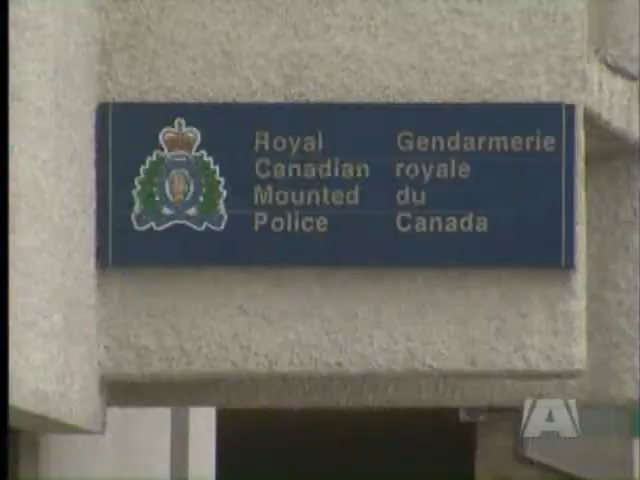 Royal
Canadian
Mounted
Police
Gendarmerie
royale
du
Canada
A